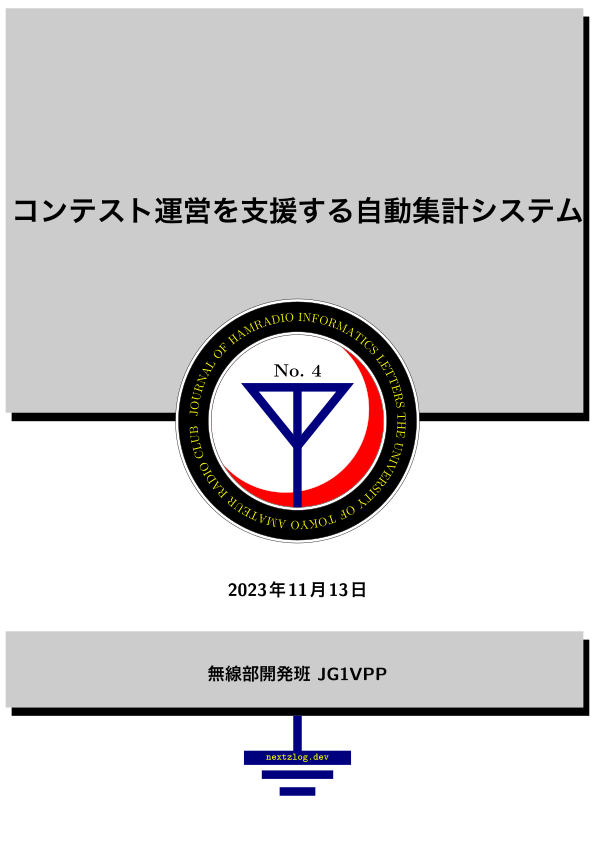 コンテスト運営を支援する自動集計システム
JOURNAL OF HAMRADIO INFORMATICS LETTERS THE UNIVERSITY OF TOKYO AMATEUR RADIO CLUB
No. 4
2023年11月13日
無線部開発班 JG1VPP
nextzlog.dev